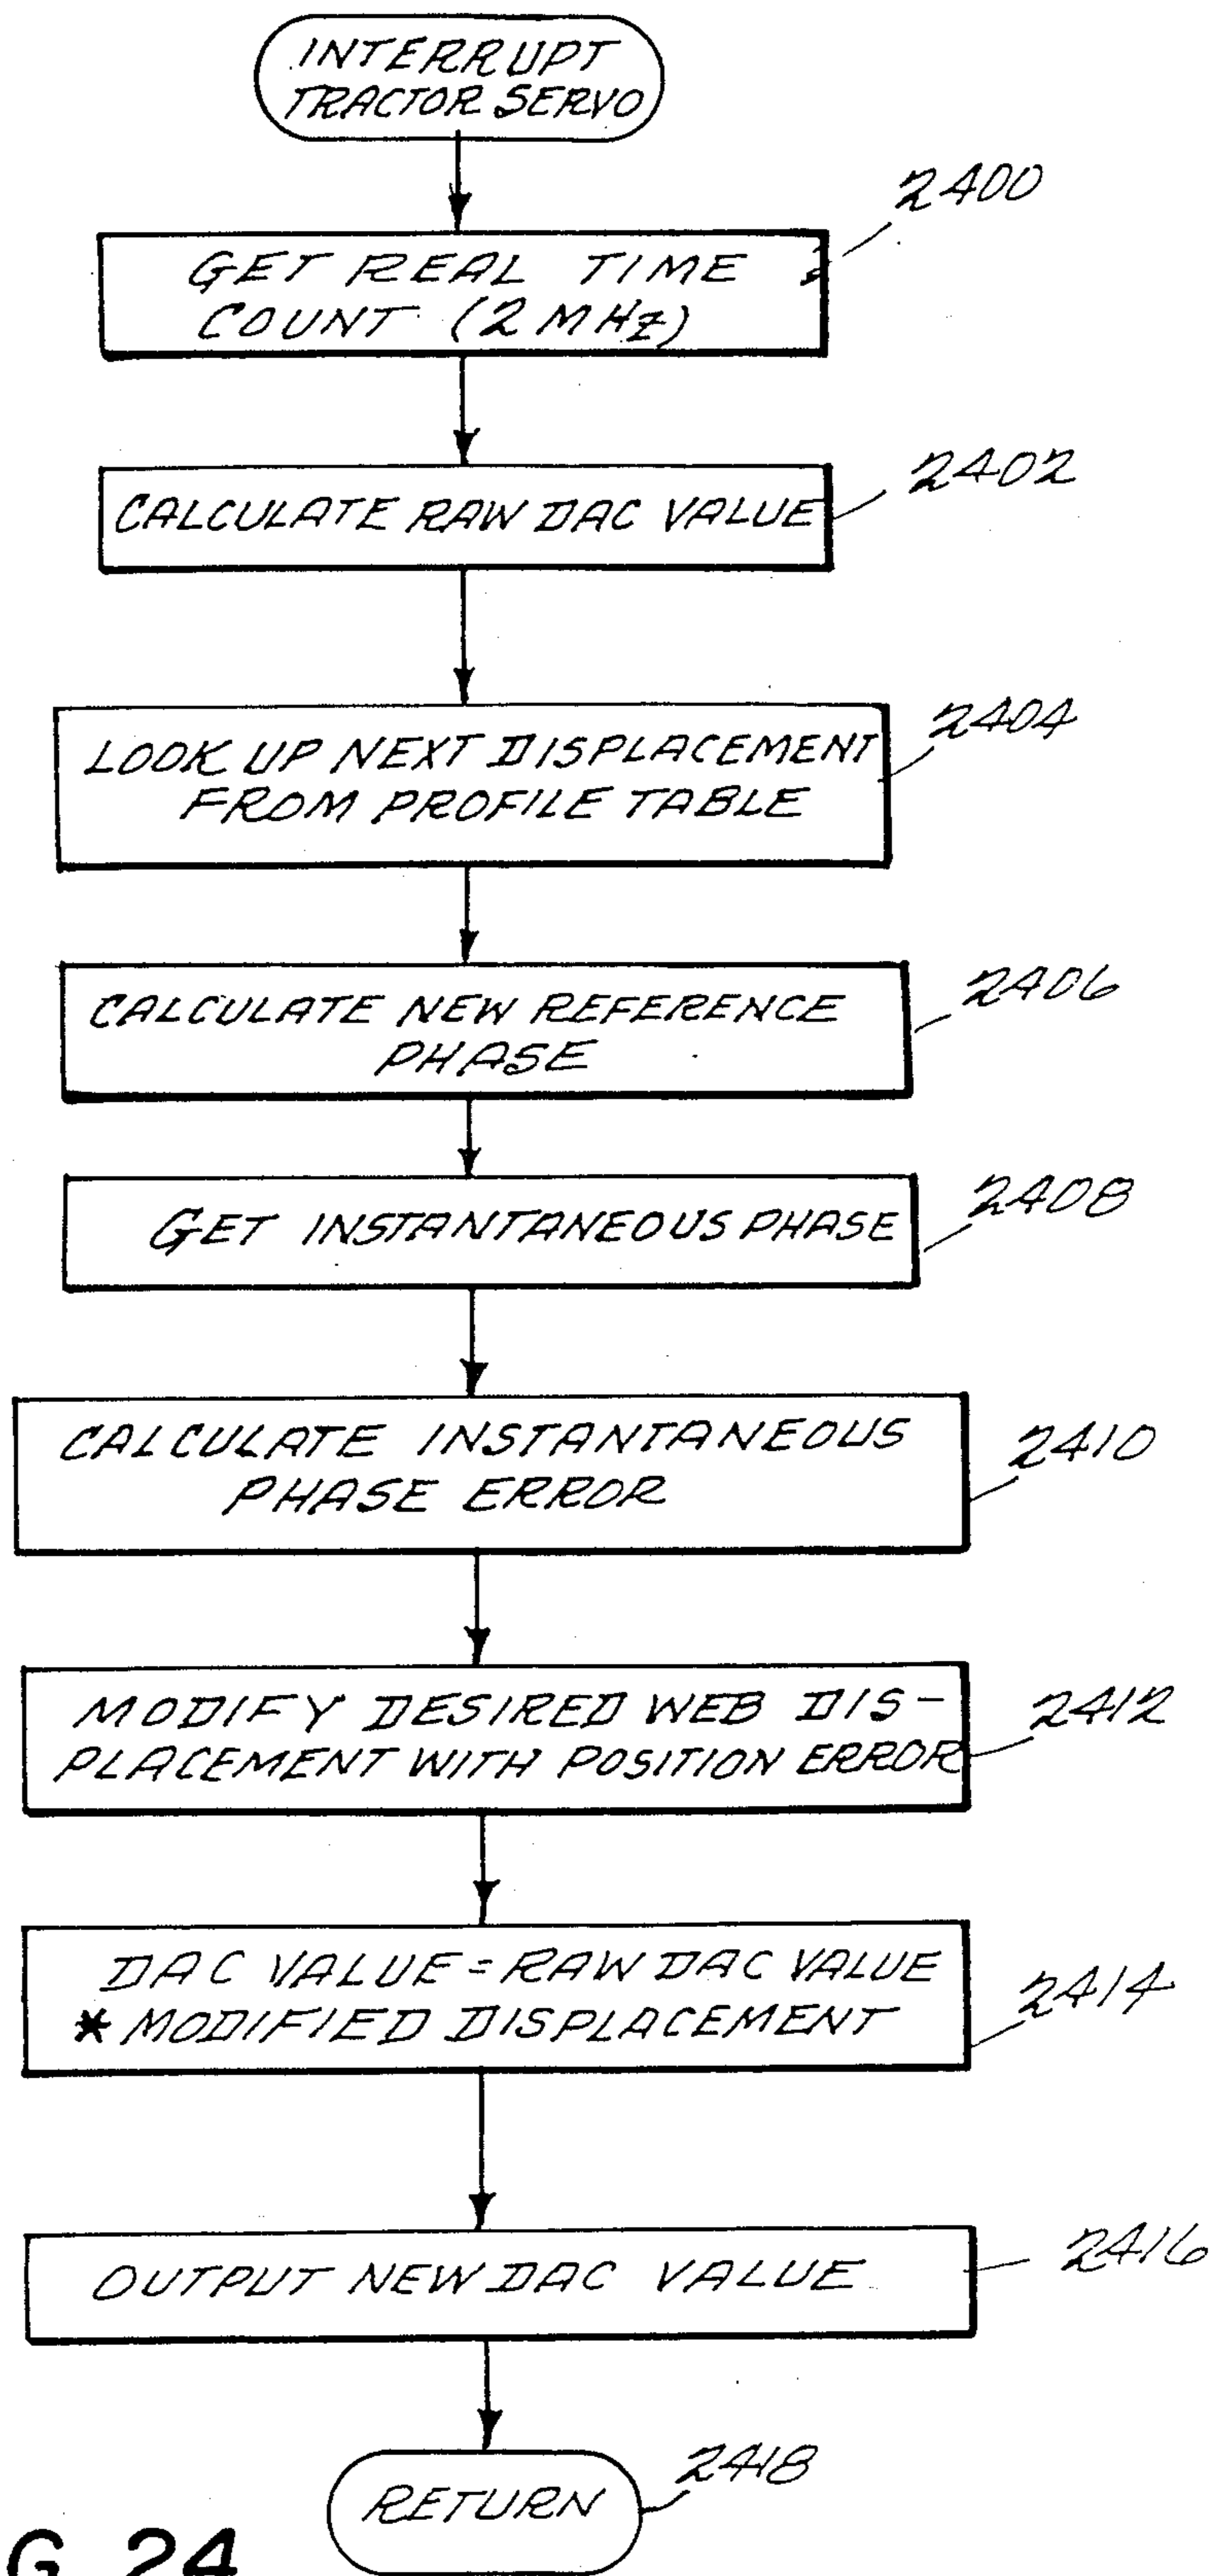 INTERRUPT
TRACTOR SERVO
2400
GET REAL TIME
COUNT (2 MHz)
2402
CALCULATE RAW DAC VALUE
2404
LOOK UP NEXT DISPLACEMENT
FROM PROFILE TABLE
2406
CALCULATE NEW REFERENCE
PHASE
2408
GET INSTANTANEOUS PHASE
2410
CALCULATE INSTANTANEOUS
PHASE ERROR
2412
MODIFY DESIRED WEB DIS-
PLACEMENT WITH POSITION ERROR
2414
DAC VALUE = RAW DAC VALUE
* MODIFIED DISPLACEMENT
2416
OUTPUT NEW DAC VALUE
2418
RETURN
G. 24